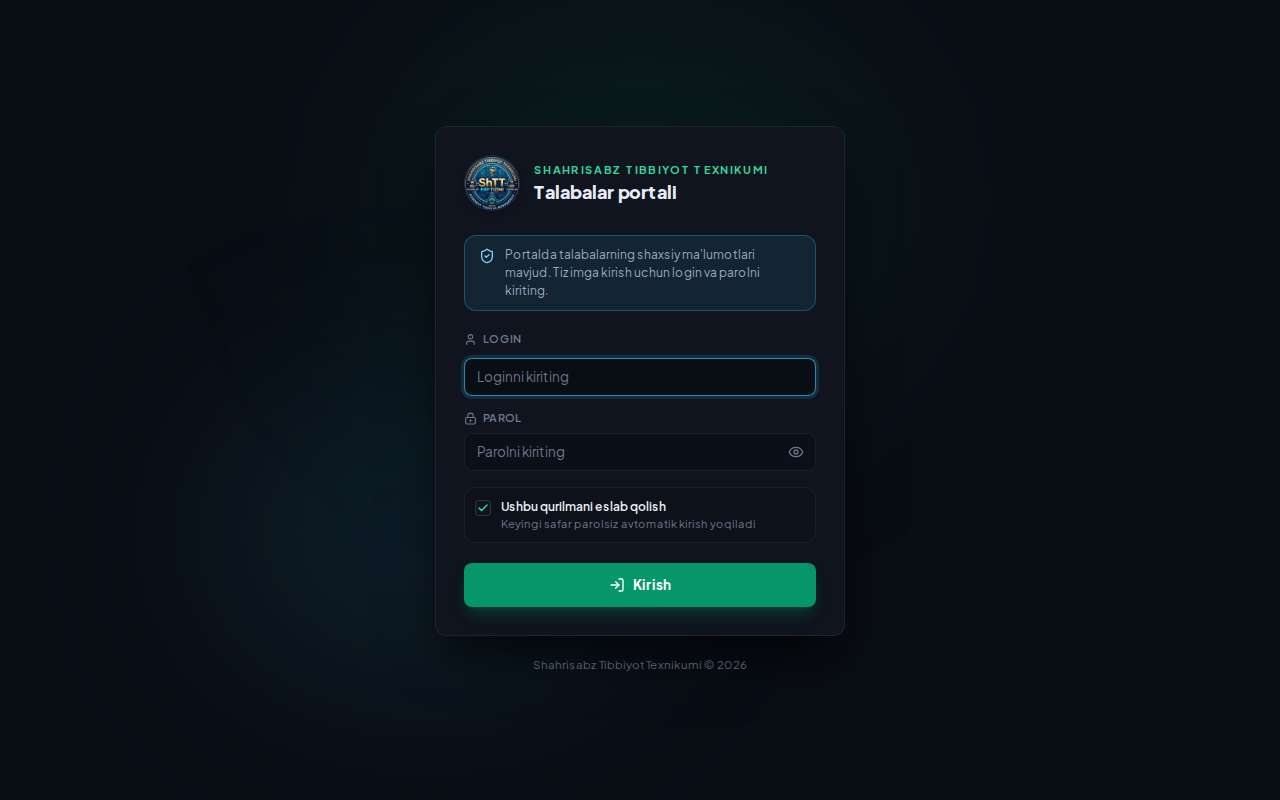 SHAHRISABZ TIBBIYOT TEXNIKUMI
Talabalar portali
ShTT
Portalda talabalarning shaxsiy ma'lumotlari
mavjud. Tizimga kirish uchun login va parolni
kiriting.
LOGIN
Loginni kiriting
PAROL
Parolni kiriting
Ushbu qurilmani eslab qolish
Keyingi safar parolsiz avtomatik kirish yoqiladi
Kirish
Shahrisabz Tibbiyot Texnikumi © 2026